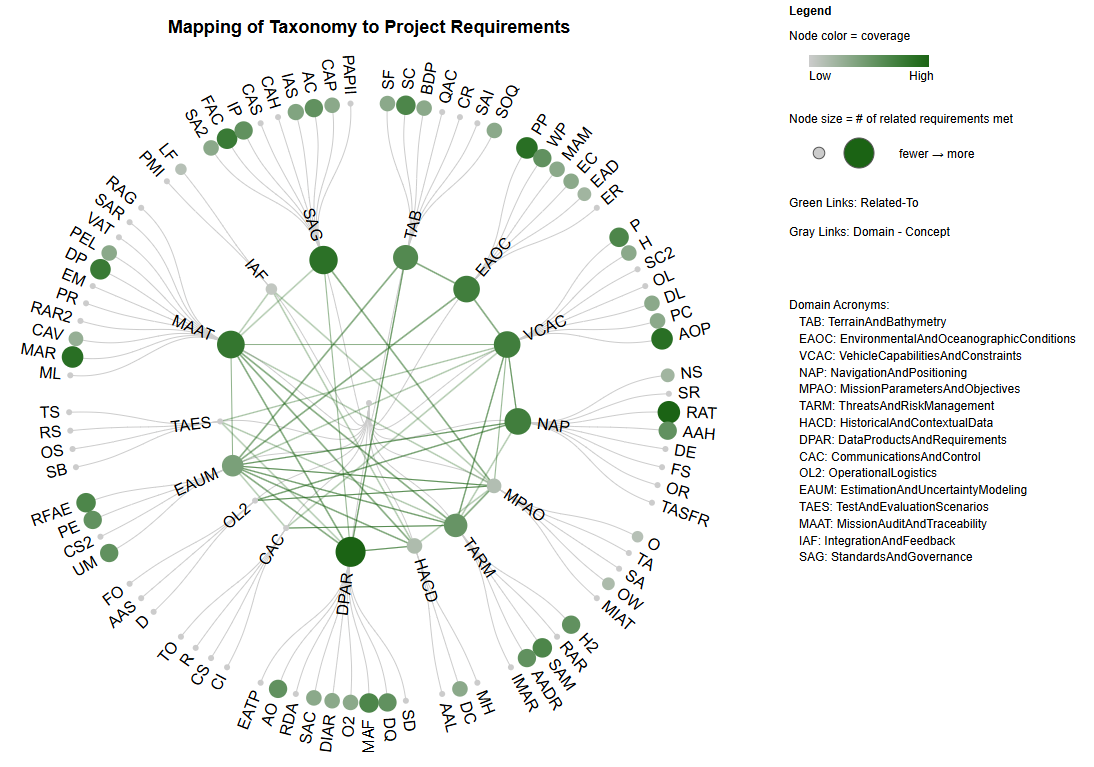 Mapping of Taxonomy to Project Requirements
SF
SC
BDP
QAC
CR
SAI
SOQ
PP
WP
MAM
EC
EAD
ER
P
H
SC2
OL
DL
PC
AOP
NS
SR
RAT
AAH
DE
FS
OR
TASFR
O
TA
SA
OW
MIAT
H2
RAR
SAM
AADR
IMAR
MH
DC
AAL
SD
DQ
MAF
O2
DIAR
SAC
RDA
AO
EATP
CI
CS
R
TO
D
AAS
FO
UM
CS2
PE
RFAE
SB
OS
RS
TS
ML
MAR
CAV
RAR2
PR
EM
DP
PEL
VAT
SAR
RAG
PMI
LF
SA2
FAC
IP
CAS
CAH
IAS
AC
CAP
PAPII
TAB
EAOC
VCAC
NAP
MPAO
TARM
HACD
DPAR
CAC
OL2
EAUM
TAES
MAAT
IAF
SAG
Legend
Node color = coverage
Low High
Node size = # of related requirements met
fewer → more
Green Links: Related-To
Gray Links: Domain - Concept
Domain Acronyms:
TAB: TerrainAndBathymetry
EAOC: EnvironmentalAndOceanographicConditions
VCAC: VehicleCapabilitiesAndConstraints
NAP: NavigationAndPositioning
MPAO: MissionParametersAndObjectives
TARM: ThreatsAndRiskManagement
HACD: HistoricalAndContextualData
DPAR: DataProductsAndRequirements
CAC: CommunicationsAndControl
OL2: OperationalLogistics
EAUM: EstimationAndUncertaintyModeling
TAES: TestAndEvaluationScenarios
MAAT: MissionAuditAndTraceability
IAF: IntegrationAndFeedback
SAG: StandardsAndGovernance